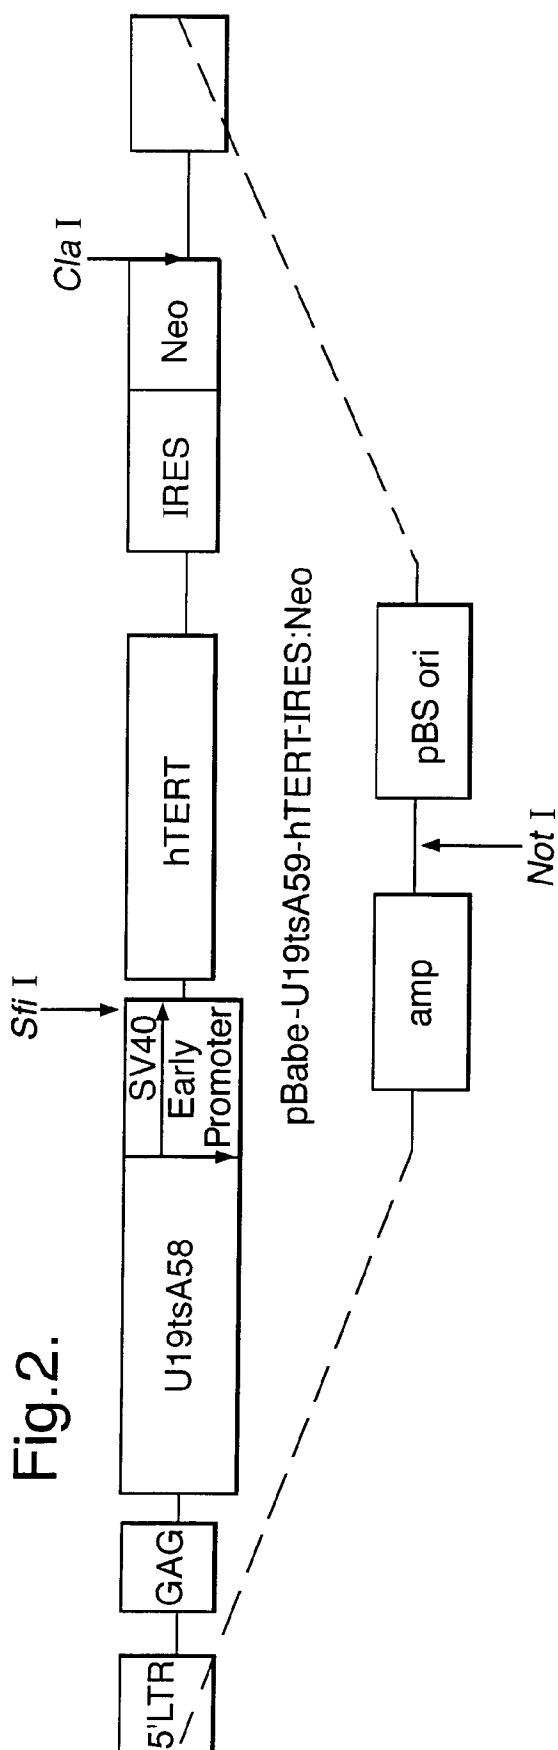 Fig.2.
Sfi I
Cla I
5'LTR
GAG
U19tsA58
SV40
Early
Promoter
hTERT
IRES
Neo
pBabe-U19tsA59-hTERT-IRES:Neo
amp
pBS ori
Not I